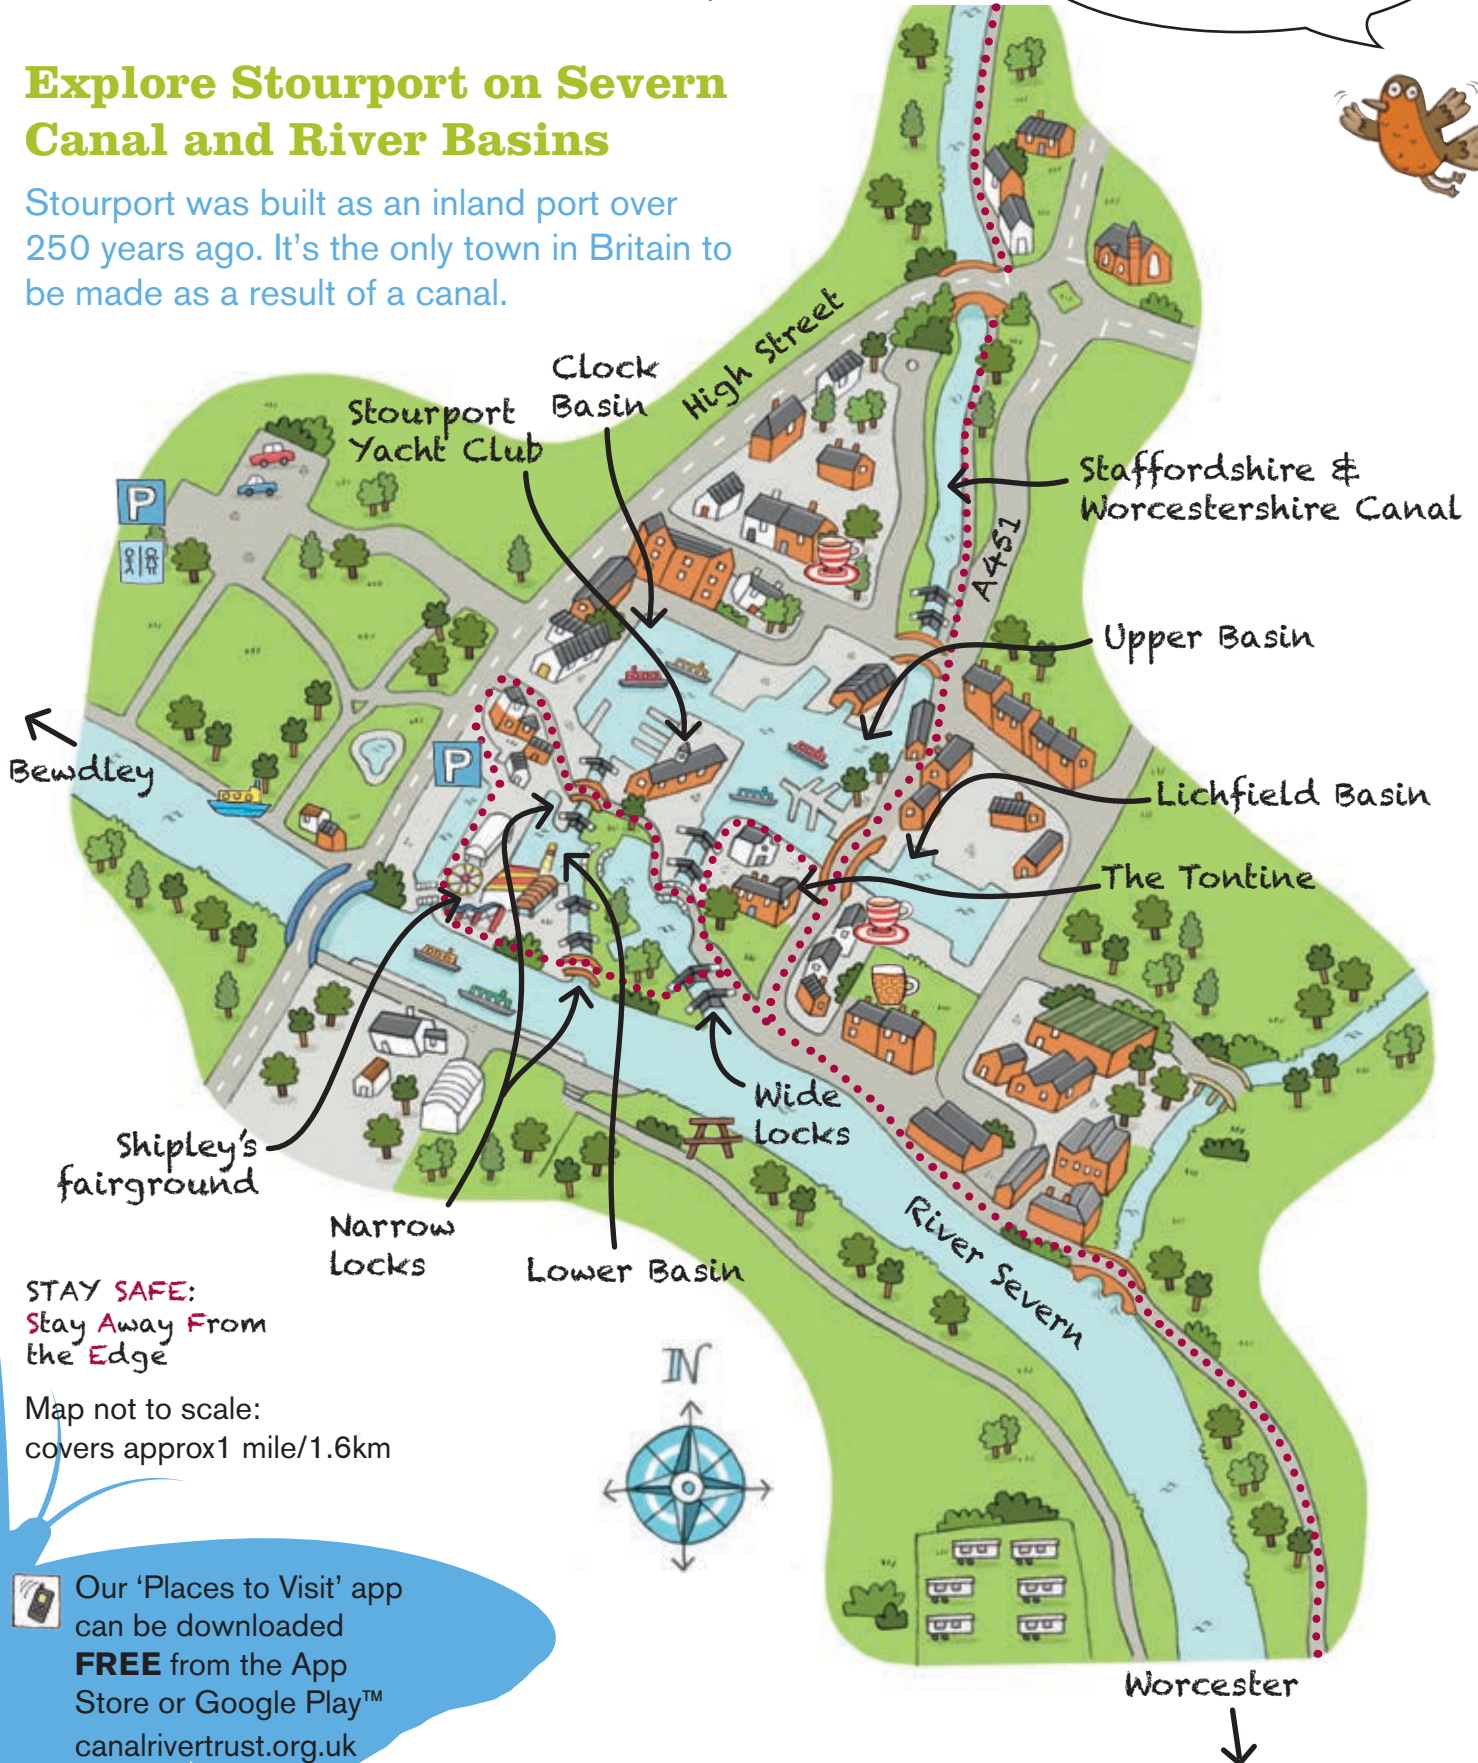 Explore Stourport on Severn
Canal and River Basins
Stourport was built as an inland port over
250 years ago. It's the only town in Britain to
be made as a result of a canal.
Clock
Basin
High Street
Stourport
Yacht Club
Staffordshire &
Worcestershire Canal
P
A451
Upper Basin
Bewdley
P
Lichfield Basin
The Tontine
Wide
locks
Shipley's
fairground
Narrow
locks
Lower Basin
River Severn
STAY SAFE:
Stay Away From
the Edge
N
Map not to scale:
covers approx1 mile/1.6km
Our 'Places to Visit' app
can be downloaded
FREE from the App
Store or Google Play™
canalrivertrust.org.uk
Worcester